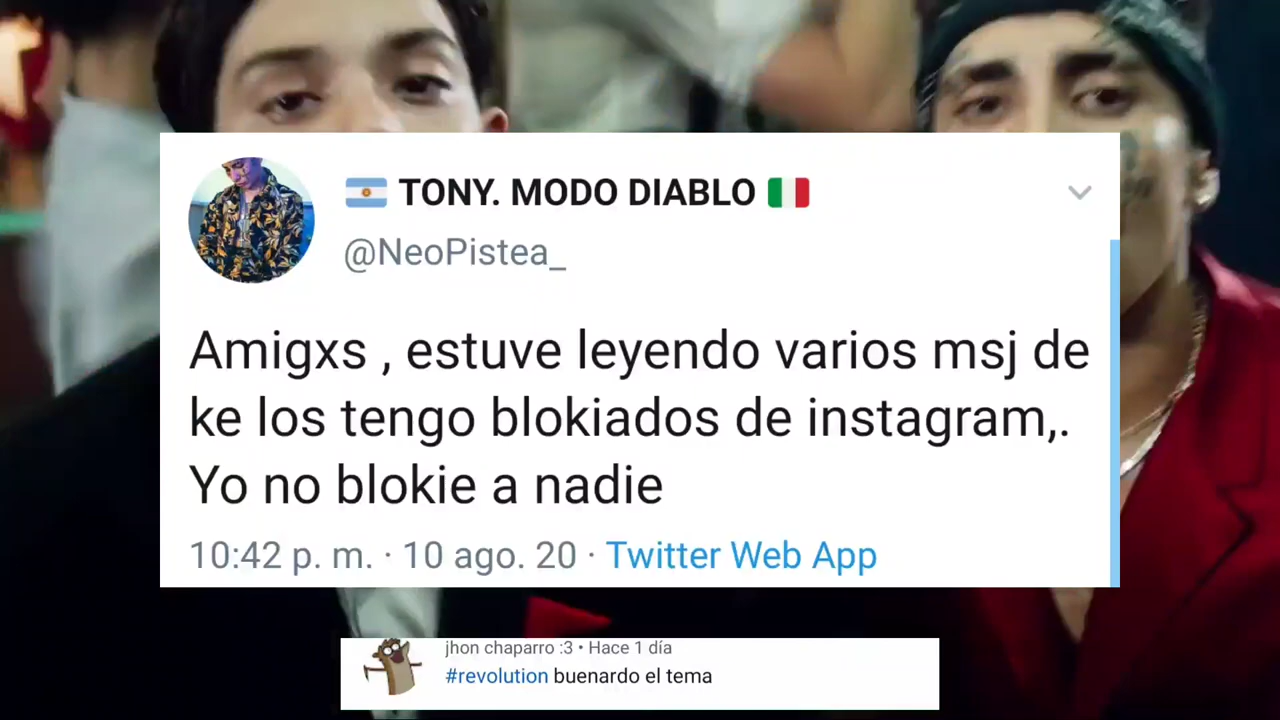 🇦🇷 TONY. MODO DIABLO 🇮🇹
@NeoPistea_
Amigxs , estuve leyendo varios msj de
ke los tengo blokiados de instagram,.
Yo no blokie a nadie
10:42 p. m. · 10 ago. 20 · Twitter Web App
jhon chaparro :3 • Hace 1 día
#revolution buenardo el tema